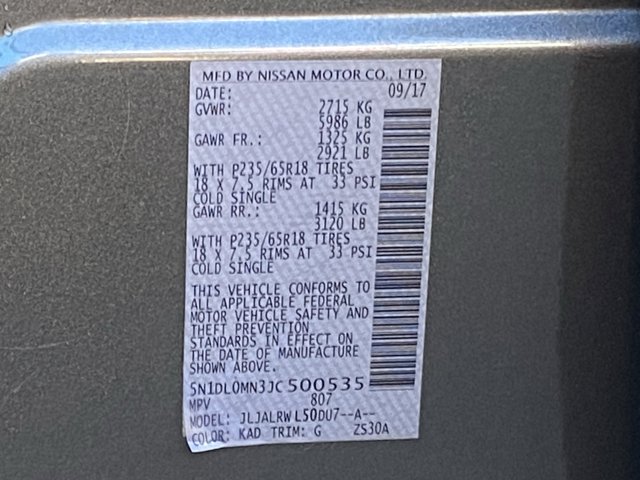 MFD BY NISSAN MOTOR CO., LTD.
DATE: 09/17
GVWR: 2715 KG
5986 LB
GAWR FR.: 1325 KG
2921 LB
WITH P235/65R18 TIRES
18 X 7.5 RIMS AT 33 PSI
COLD SINGLE
GAWR RR.: 1415 KG
3120 LB
WITH P235/65R18 TIRES
18 X 7.5 RIMS AT 33 PSI
COLD SINGLE
THIS VEHICLE CONFORMS TO
ALL APPLICABLE FEDERAL
MOTOR VEHICLE SAFETY AND
THEFT PREVENTION
STANDARDS IN EFFECT ON
THE DATE OF MANUFACTURE
SHOWN ABOVE.
5N1DL0MN3JC500535
MPV 807
MODEL: JLJALRWL50DU7--A--
COLOR: KAD TRIM: G ZS30A